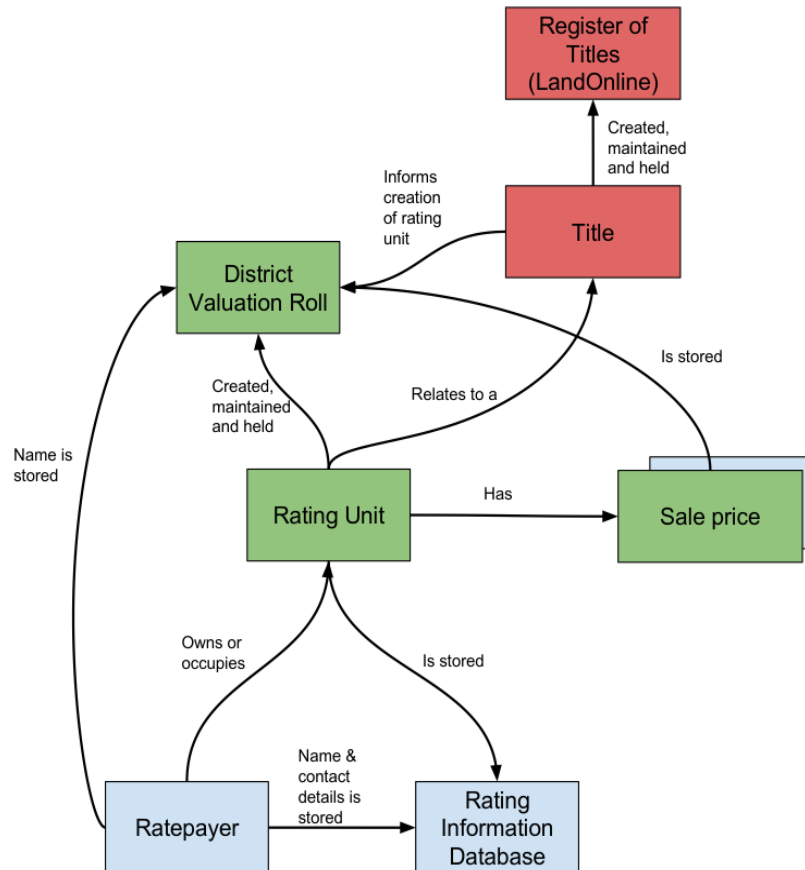 Register of
Titles
(LandOnline)
Created,
maintained
and held
Informs
creation
of rating
unit
Title
District
Valuation Roll
Is stored
Created,
maintained
and held
Relates to a
Name is
stored
Has
Rating Unit
Sale price
Owns or
occupies
Is stored
Name &
contact
details is
stored
Ratepayer
Rating
Information
Database